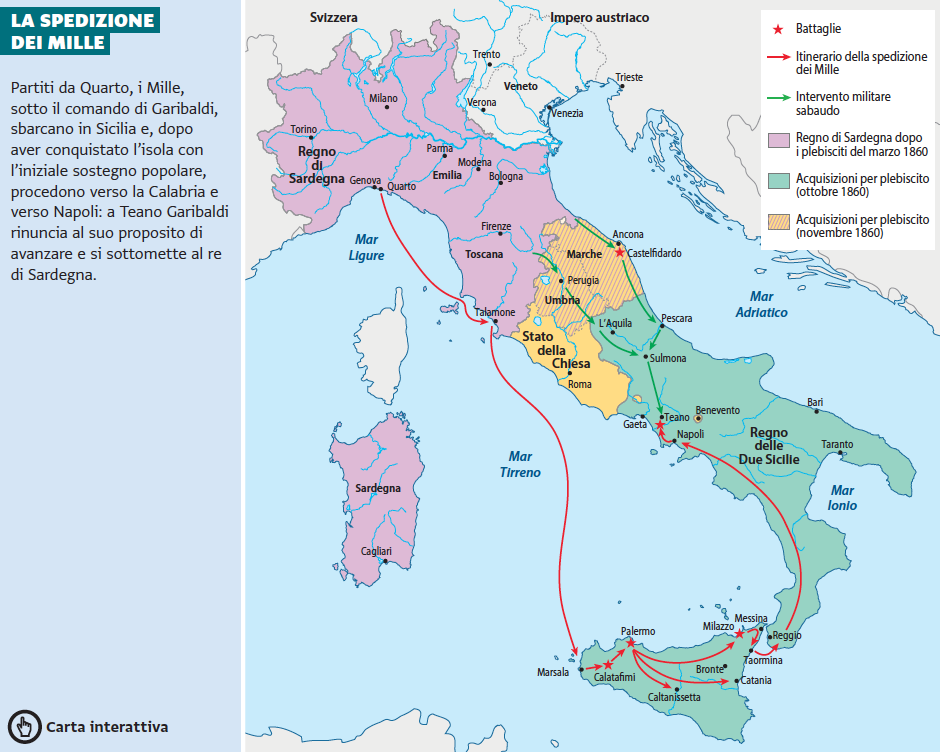 LA SPEDIZIONE
DEI MILLE
Partiti da Quarto, i Mille,
sotto il comando di Garibaldi,
sbarcano in Sicilia e, dopo
aver conquistato l’isola con
l’iniziale sostegno popolare,
procedono verso la Calabria e
verso Napoli: a Teano Garibaldi
rinuncia al suo proposito di
avanzare e si sottomette al re
di Sardegna.
Carta interattiva
Svizzera
Impero austriaco
Battaglie
Itinerario della spedizione
dei Mille
Intervento militare
sabaudo
Regno di Sardegna dopo
i plebisciti del marzo 1860
Acquisizioni per plebiscito
(ottobre 1860)
Acquisizioni per plebiscito
(novembre 1860)
Trento
Trieste
Veneto
Milano
Verona
Venezia
Torino
Regno
di
Sardegna
Parma
Modena
Emilia
Bologna
Genova
Quarto
Firenze
Ancona
Mar
Ligure
Toscana
Marche
Castelfidardo
Perugia
Umbria
Mar
Adriatico
Talamone
L’Aquila
Pescara
Stato
della
Chiesa
Sulmona
Roma
Bari
Benevento
Teano
Gaeta
Napoli
Regno
delle
Due Sicilie
Taranto
Mar
Tirreno
Mar
Ionio
Sardegna
Cagliari
Messina
Milazzo
Palermo
Reggio
Taormina
Marsala
Calatafimi
Bronte
Catania
Caltanissetta